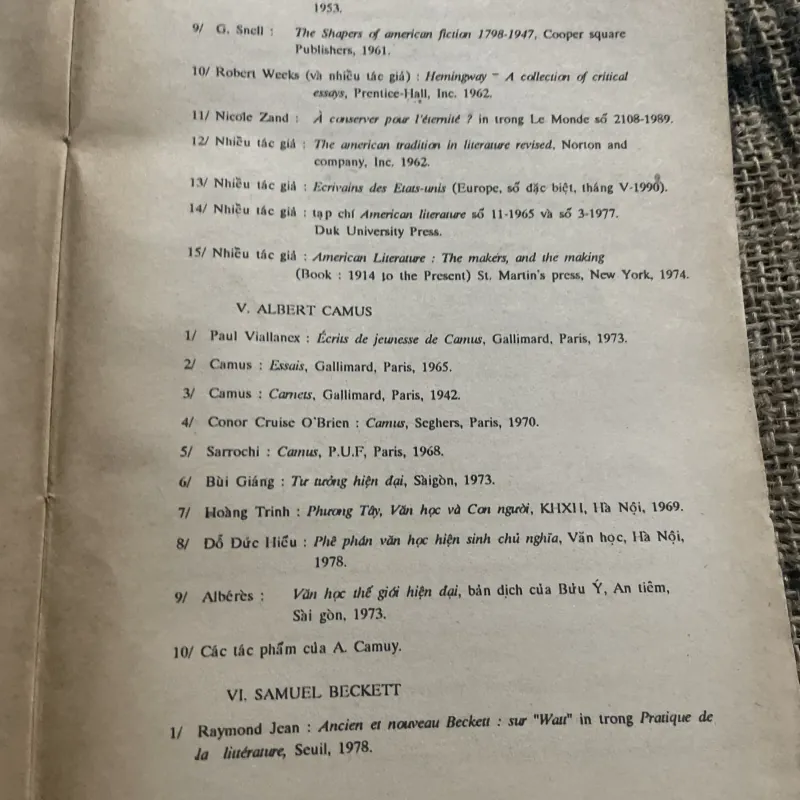 1953.
9/ G. Snell : The Shapers of american fiction 1798-1947, Cooper square
Publishers, 1961.
10/ Robert Weeks (và nhiều tác giả) : Hemingway - A collection of critical
essays, Prentice-Hall, Inc. 1962.
11/ Nicole Zand : À conserver pour l'éternité ? in trong Le Monde số 2108-1989.
12/ Nhiều tác giả : The american tradition in literature revised, Norton and
company, Inc. 1962.
13/ Nhiều tác giả : Ecrivains des Etats-unis (Europe, số đặc biệt, tháng V-1990).
14/ Nhiều tác giả : tạp chí American literature số 11-1965 và số 3-1977.
Duk University Press.
15/ Nhiều tác giả : American Literature : The makers, and the making
(Book : 1914 to the Present) St. Martin's press, New York, 1974.
V. ALBERT CAMUS
1/ Paul Viallanex : Écrits de jeunesse de Camus, Gallimard, Paris, 1973.
2/ Camus : Essais, Gallimard, Paris, 1965.
3/ Camus : Carnets, Gallimard, Paris, 1942.
4/ Conor Cruise O'Brien : Camus, Seghers, Paris, 1970.
5/ Sarrochi : Camus, P.U.F, Paris, 1968.
6/ Bùi Giáng : Tư tưởng hiện đại, Sàigòn, 1973.
7/ Hoàng Trinh : Phương Tây, Văn học và Con người, KHXH, Hà Nội, 1969.
8/ Đỗ Đức Hiểu : Phê phán văn học hiện sinh chủ nghĩa, Văn học, Hà Nội,
1978.
9/ Albérès : Văn học thế giới hiện đại, bản dịch của Bửu Ý, An tiêm,
Sài gòn, 1973.
10/ Các tác phẩm của A. Camuy.
VI. SAMUEL BECKETT
1/ Raymond Jean : Ancien et nouveau Beckett : sur "Watt" in trong Pratique de
la littérature, Seuil, 1978.